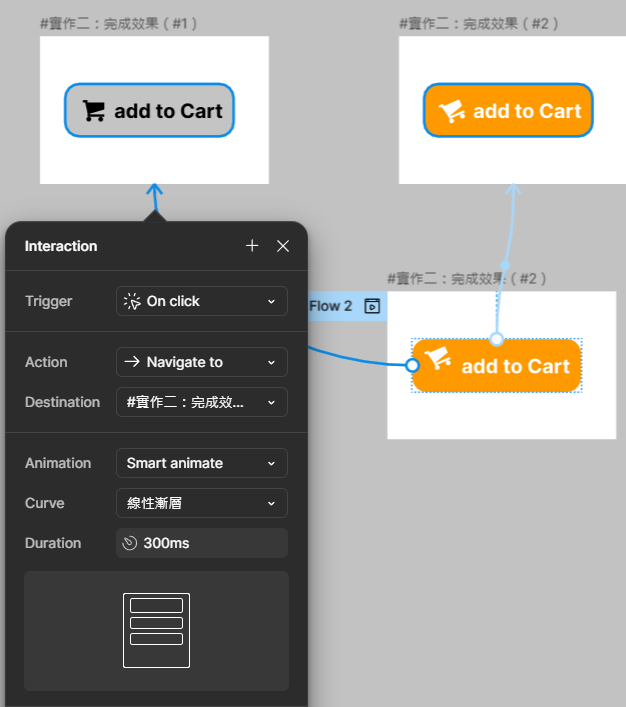 #實作二：完成效果（#1）
#實作二：完成效果（#2）
add to Cart
add to Cart
Interaction
Trigger
On click
Action
Navigate to
Destination
#實作二：完成效...
Animation
Smart animate
Curve
線性漸層
Duration
300ms
#實作二：完成效果（#2）
Flow 2
add to Cart